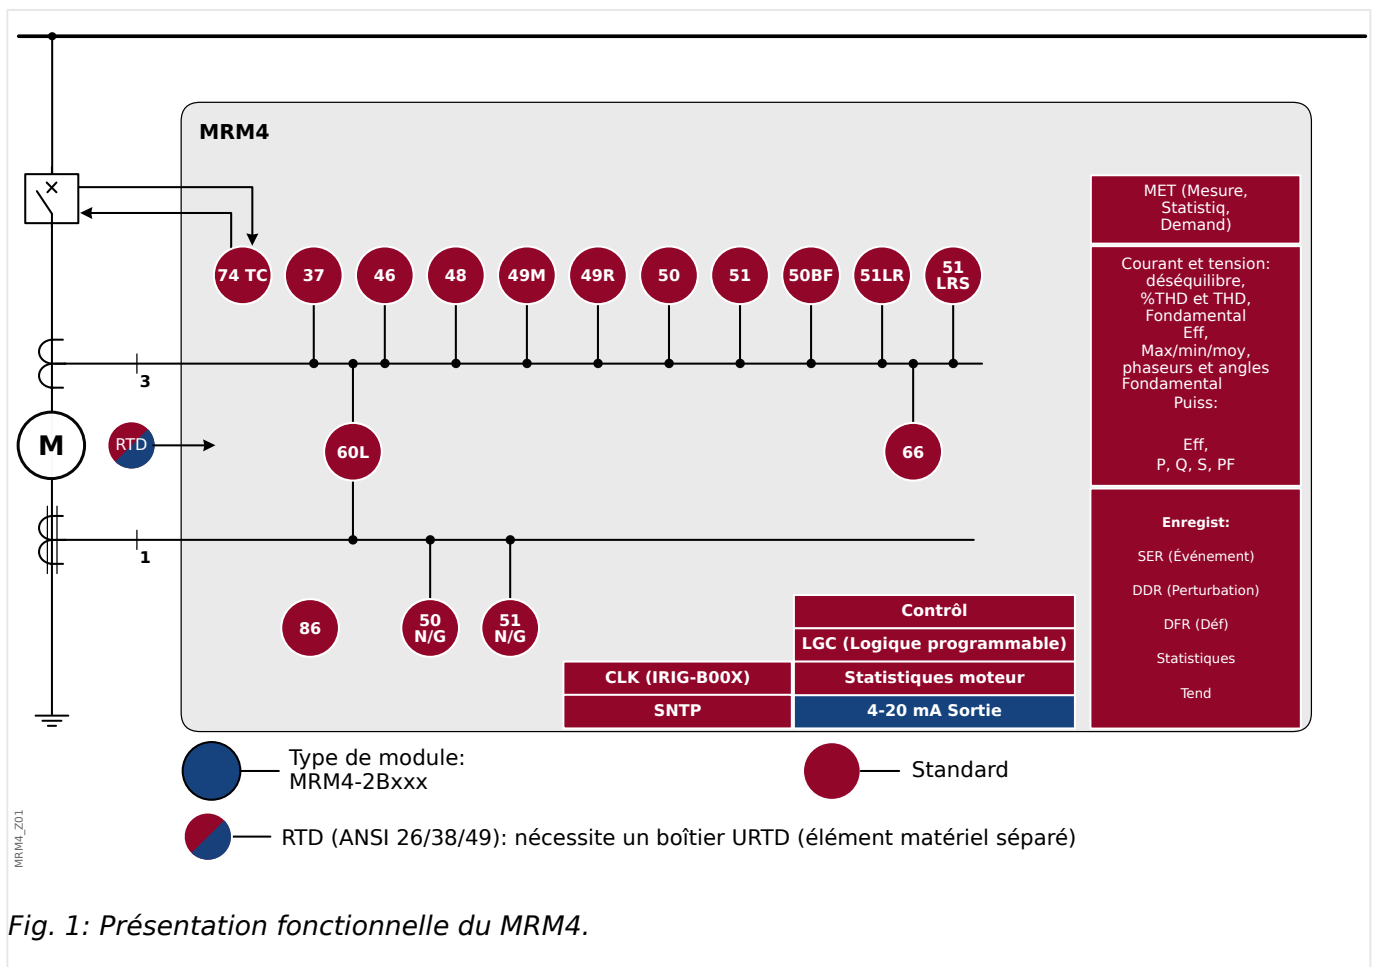 MRM4
MET (Mesure,
Statistiq,
Demand)
74 TC
37
46
48
49M
49R
50
51
50BF
51LR
51
LRS
Courant et tension:
déséquilibre,
%THD et THD,
Fondamental
Eff,
Max/min/moy,
phaseurs et angles
Fondamental
Puiss:
Eff,
P, Q, S, PF
3
M
RTD
60L
66
1
86
50
N/G
51
N/G
Enregist:
SER (Événement)
DDR (Perturbation)
DFR (Déf)
Statistiques
Tend
Contrôl
LGC (Logique programmable)
CLK (IRIG-B00X)
Statistiques moteur
SNTP
4-20 mA Sortie
Type de module:
MRM4-2Bxxx
Standard
RTD (ANSI 26/38/49): nécessite un boîtier URTD (élément matériel séparé)
MRM4_Z01
Fig. 1: Présentation fonctionnelle du MRM4.